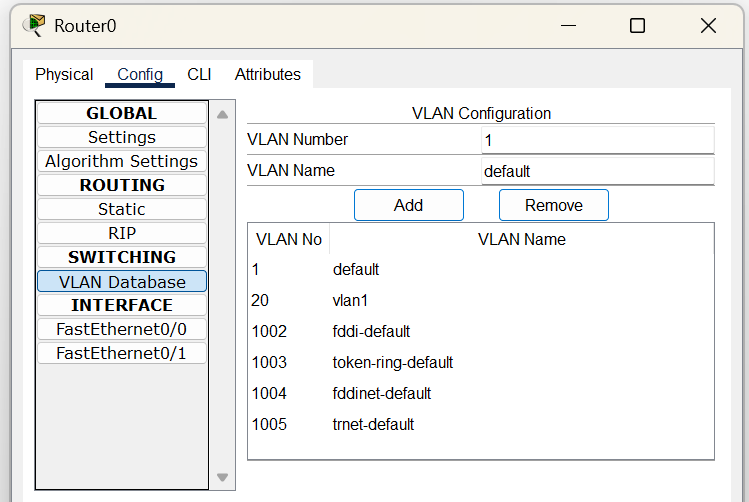 Router0
Physical Config CLI Attributes
GLOBAL
Settings
Algorithm Settings
ROUTING
Static
RIP
SWITCHING
VLAN Database
INTERFACE
FastEthernet0/0
FastEthernet0/1
VLAN Configuration
VLAN Number 1
VLAN Name default
Add Remove
VLAN No VLAN Name
1 default
20 vlan1
1002 fddi-default
1003 token-ring-default
1004 fddinet-default
1005 trnet-default